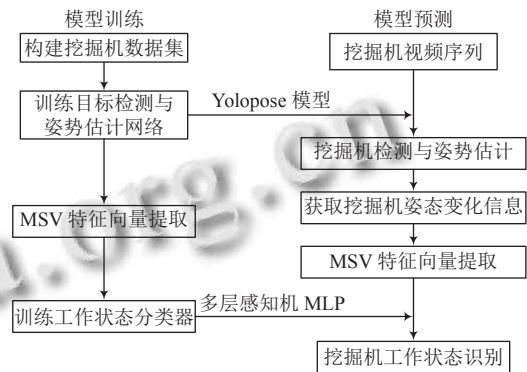 模型训练
构建挖掘机数据集
训练目标检测与
姿势估计网络
MSV 特征向量提取
训练工作状态分类器
Yolopose 模型
多层感知机 MLP
模型预测
挖掘机视频序列
挖掘机检测与姿势估计
获取挖掘机姿态变化信息
MSV 特征向量提取
挖掘机工作状态识别
.org.cn